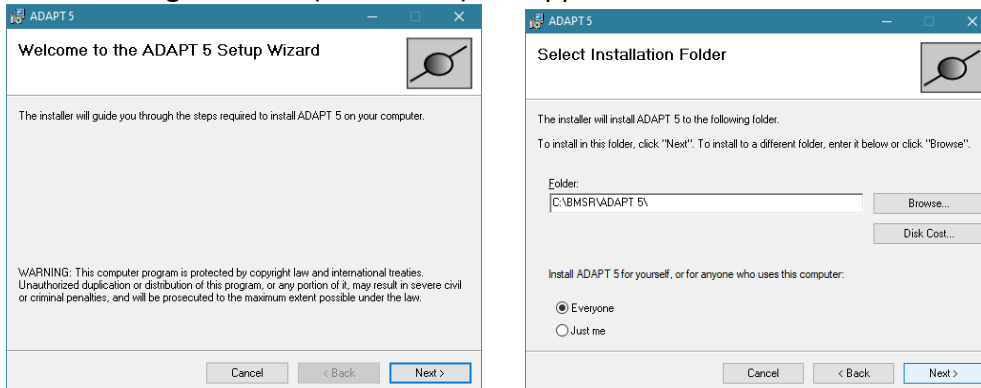 ADAPT 5
Welcome to the ADAPT 5 Setup Wizard
The installer will guide you through the steps required to install ADAPT 5 on your computer.
WARNING: This computer program is protected by copyright law and international treaties.
Unauthorized duplication or distribution of this program, or any portion of it, may result in severe civil
or criminal penalties, and will be prosecuted to the maximum extent possible under the law.
Cancel
< Back
Next >
ADAPT 5
Select Installation Folder
The installer will install ADAPT 5 to the following folder.
To install in this folder, click "Next". To install to a different folder, enter it below or click "Browse".
Folder:
C:\BMSR\ADAPT 5\
Browse...
Disk Cost...
Install ADAPT 5 for yourself, or for anyone who uses this computer:
Everyone
Just me
Cancel
< Back
Next >